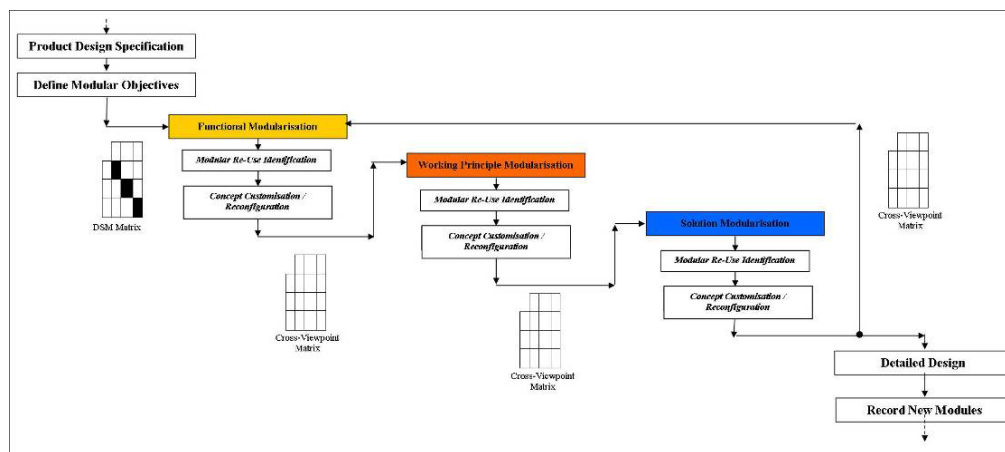 Product Design Specification
Define Modular Objectives
Functional Modularisation
Modular Re-Use Identification
Concept Customisation /
Reconfiguration
DSM Matrix
Cross-Viewpoint
Matrix
Working Principle Modularisation
Modular Re-Use Identification
Concept Customisation /
Reconfiguration
Cross-Viewpoint
Matrix
Solution Modularisation
Modular Re-Use Identification
Concept Customisation /
Reconfiguration
Cross-Viewpoint
Matrix
Detailed Design
Record New Modules